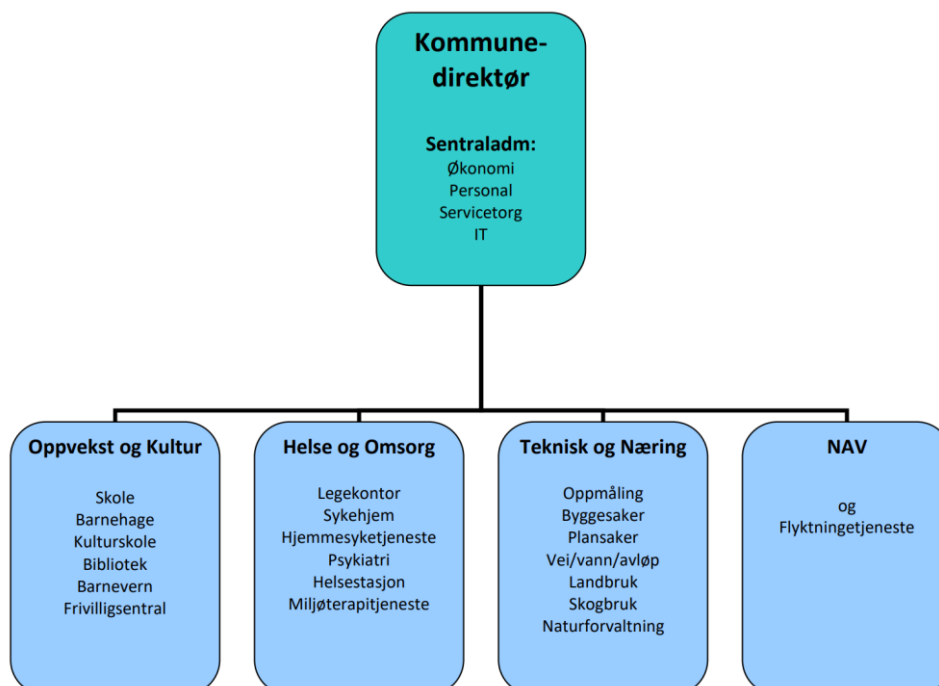 Kommune-
direktør
Sentraladm:
Økonomi
Personal
Servicetorg
IT
Oppvekst og Kultur
Skole
Barnehage
Kulturskole
Bibliotek
Barnevern
Frivilligsentral
Helse og Omsorg
Legekontor
Sykehjem
Hjemmesyketjeneste
Psykiatri
Helsestasjon
Miljøterapitjeneste
Teknisk og Næring
Oppmåling
Byggesaker
Plansaker
Vei/vann/avløp
Landbruk
Skogbruk
Naturforvaltning
NAV
og
Flyktningetjeneste